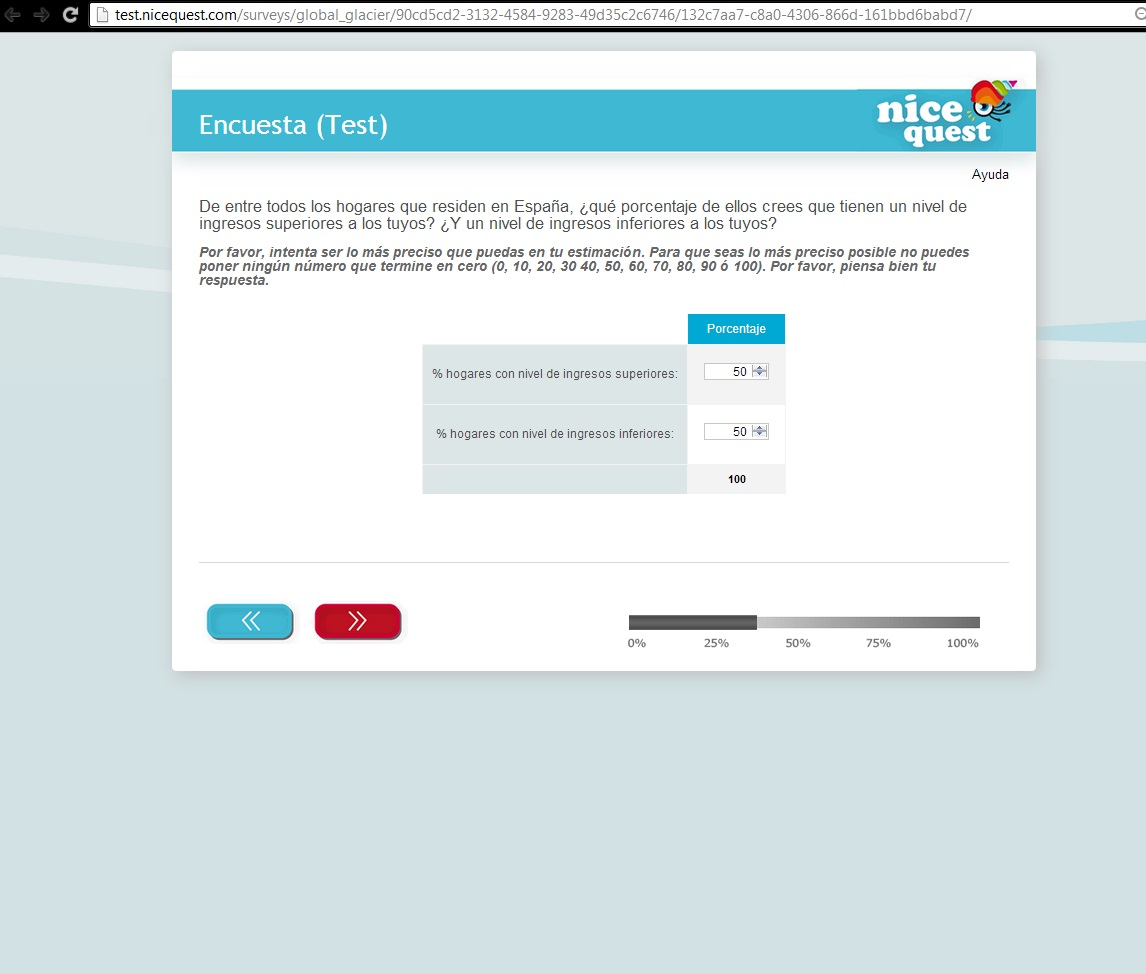 test.nicequest.com/surveys/global_glacier/90cd5cd2-3132-4584-9283-49d35c2c6746/132c7aa7-c8a0-4306-866d-161bbd6babd7/
Encuesta (Test)
nice
quest
Ayuda
De entre todos los hogares que residen en España, ¿qué porcentaje de ellos crees que tienen un nivel de
ingresos superiores a los tuyos? ¿Y un nivel de ingresos inferiores a los tuyos?
Por favor, intenta ser lo más preciso que puedas en tu estimación. Para que seas lo más preciso posible no puedes
poner ningún número que termine en cero (0, 10, 20, 30 40, 50, 60, 70, 80, 90 ó 100). Por favor, piensa bien tu
respuesta.
Porcentaje
% hogares con nivel de ingresos superiores: 50
% hogares con nivel de ingresos inferiores: 50
100
0% 25% 50% 75% 100%